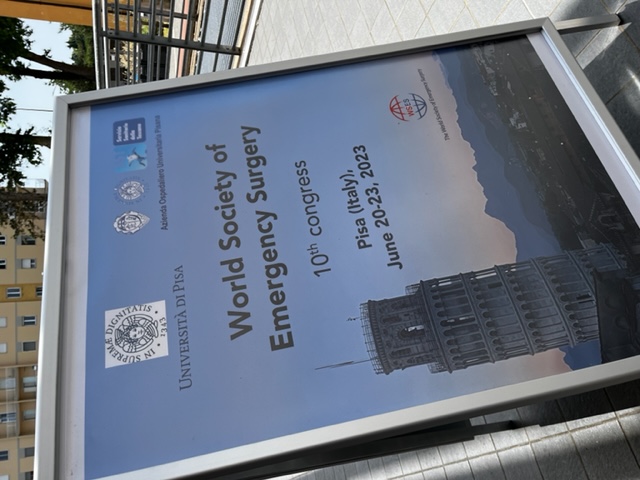 IN SUPREMÆ DIGNITATIS
1343
UNIVERSITÀ DI PISA
Azienda Ospedaliero Universitaria Pisana
World Society of
Emergency Surgery
10th congress
Pisa (Italy),
June 20-23, 2023
WSES
The World Society of Emergency Surgery